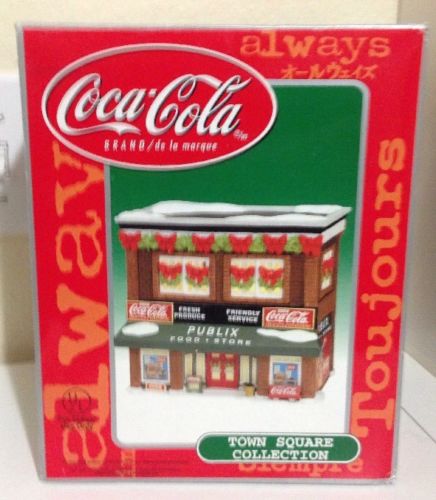 always
オールウェイズ
Coca-Cola
BRAND/de la marque
always
Toujours
Coca-Cola
FRESH PRODUCE
FRIENDLY SERVICE
Coca-Cola
PUBLIX
FOOD STORE
Coca-Cola
TOWN SQUARE
COLLECTION
Siempre